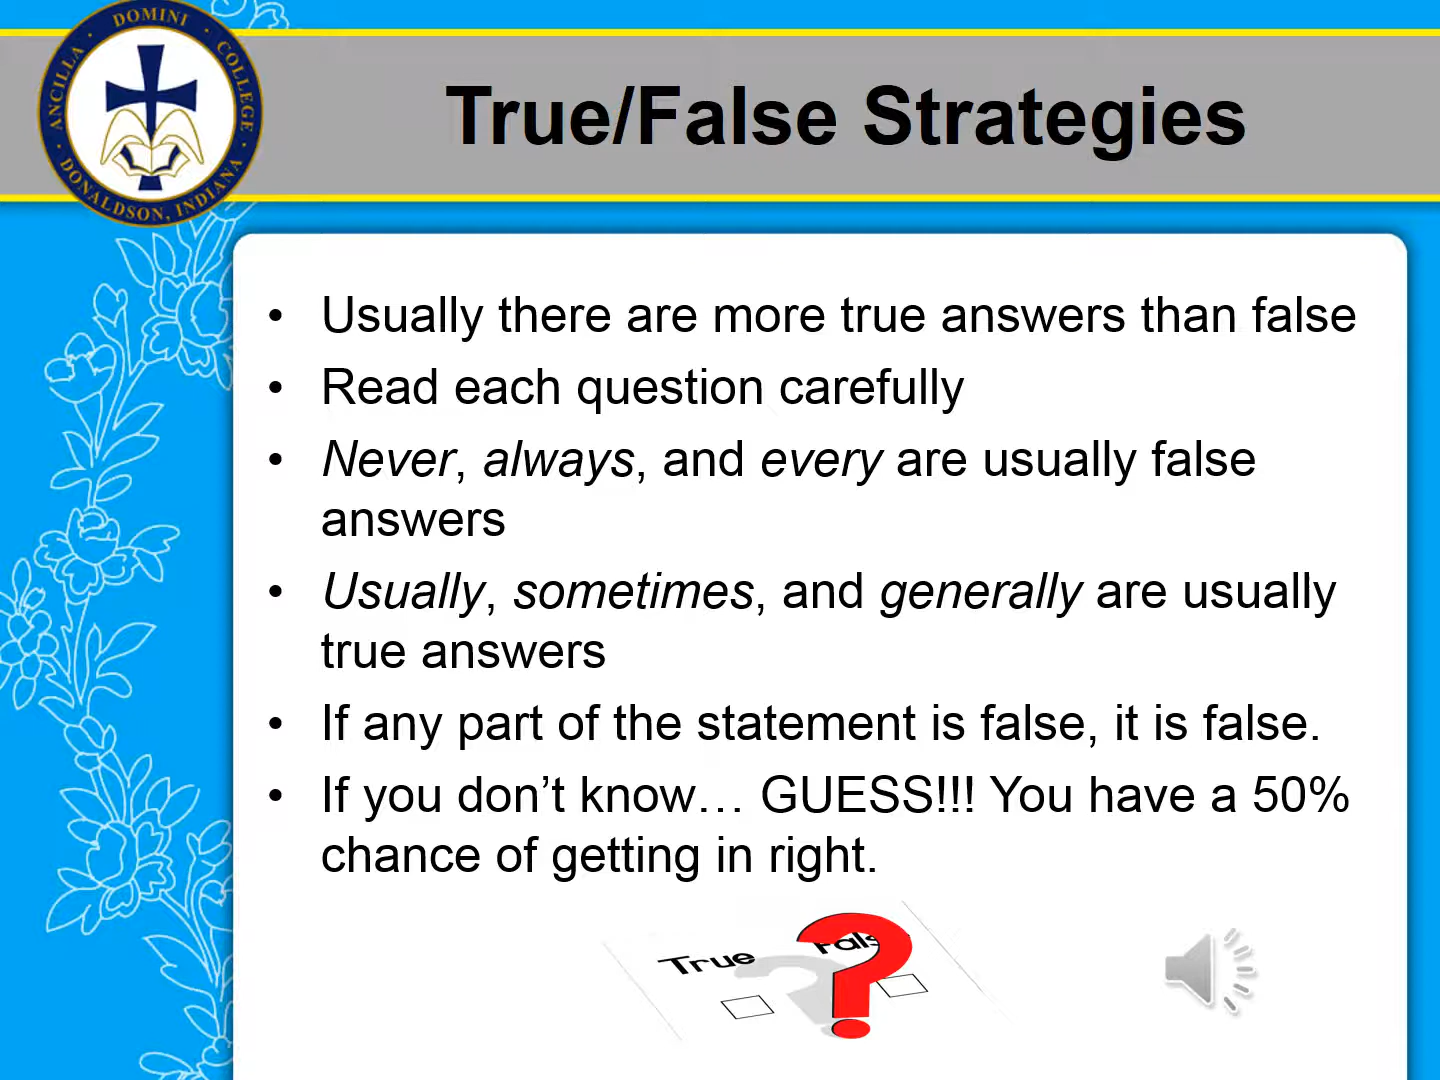 ANCILLA · DOMINI · COLLEGE
· DONALDSON, INDIANA ·
True/False Strategies
• Usually there are more true answers than false
• Read each question carefully
• Never, always, and every are usually false
answers
• Usually, sometimes, and generally are usually
true answers
• If any part of the statement is false, it is false.
• If you don’t know… GUESS!!! You have a 50%
chance of getting in right.
True